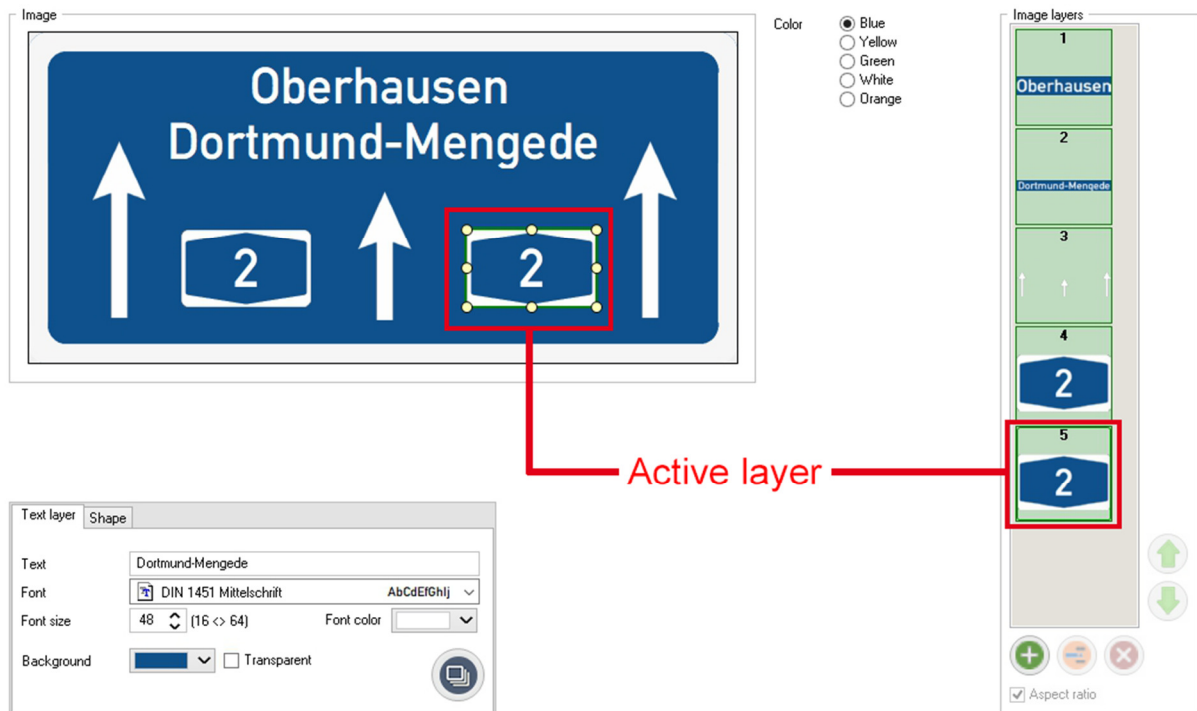 Image
Oberhausen
Dortmund-Mengede
2
2
Color
Blue
Yellow
Green
White
Orange
Image layers
1
Oberhausen
2
Dortmund-Mengede
3
4
2
5
2
Active layer
Text layer
Shape
Text
Dortmund-Mengede
Font
DIN 1451 Mittelschrift
AbCdEfGhIj
Font size
48
(16 <> 64)
Font color
Background
Transparent
Aspect ratio